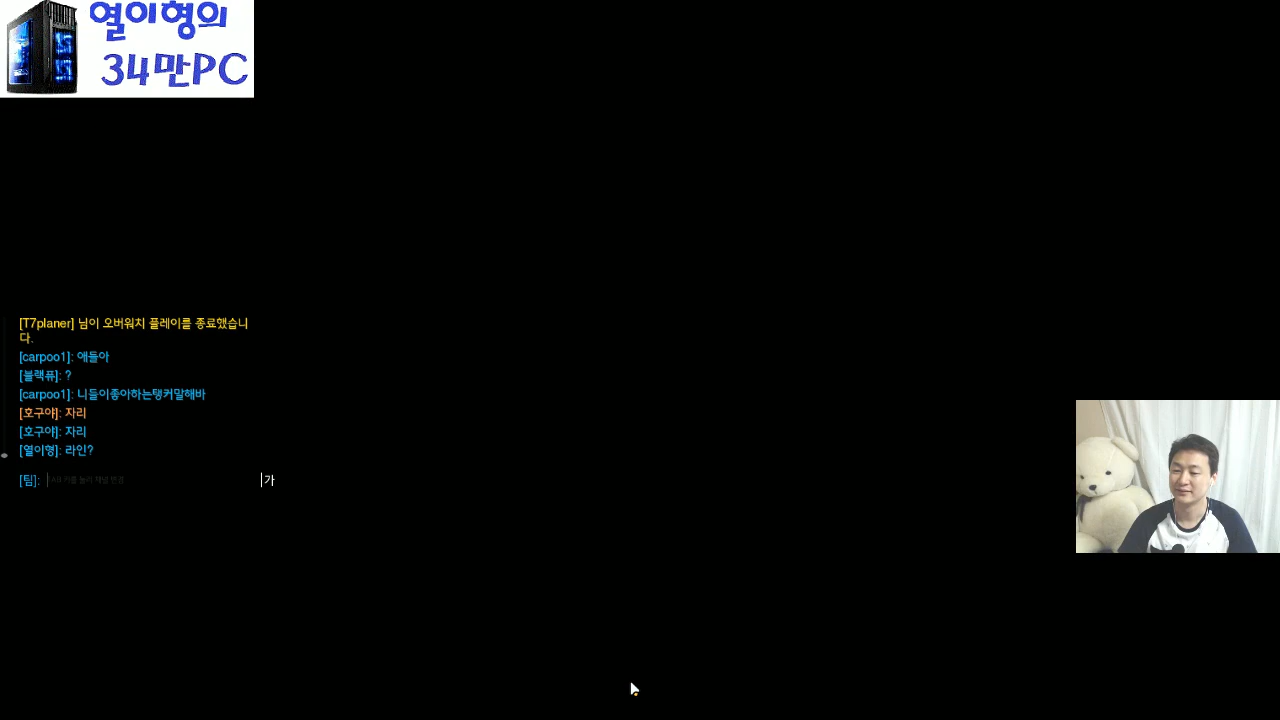 열이형의
34만PC
[T7planer] 님이 오버워치 플레이를 종료했습니
다.
[carpoo1]: 애들아
[블랙퓨]: ?
[carpoo1]: 니들이좋아하는탱커말해바
[호구야]: 자리
[호구야]: 자리
[열이형]: 라인?
[팀]:
가